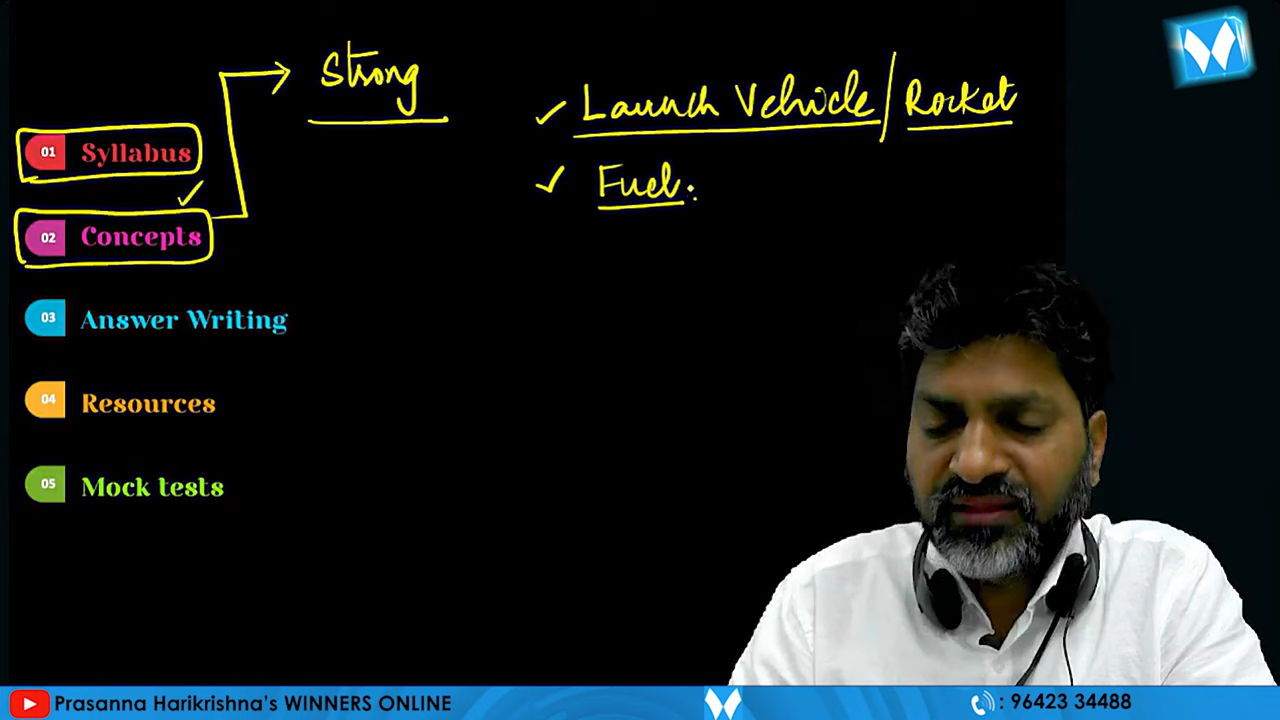 Strong
Launch Vehicle/Rocket
01 Syllabus
Fuel:
02 Concepts
03 Answer Writing
04 Resources
05 Mock tests
Prasanna Harikrishna's WINNERS ONLINE
: 96423 34488